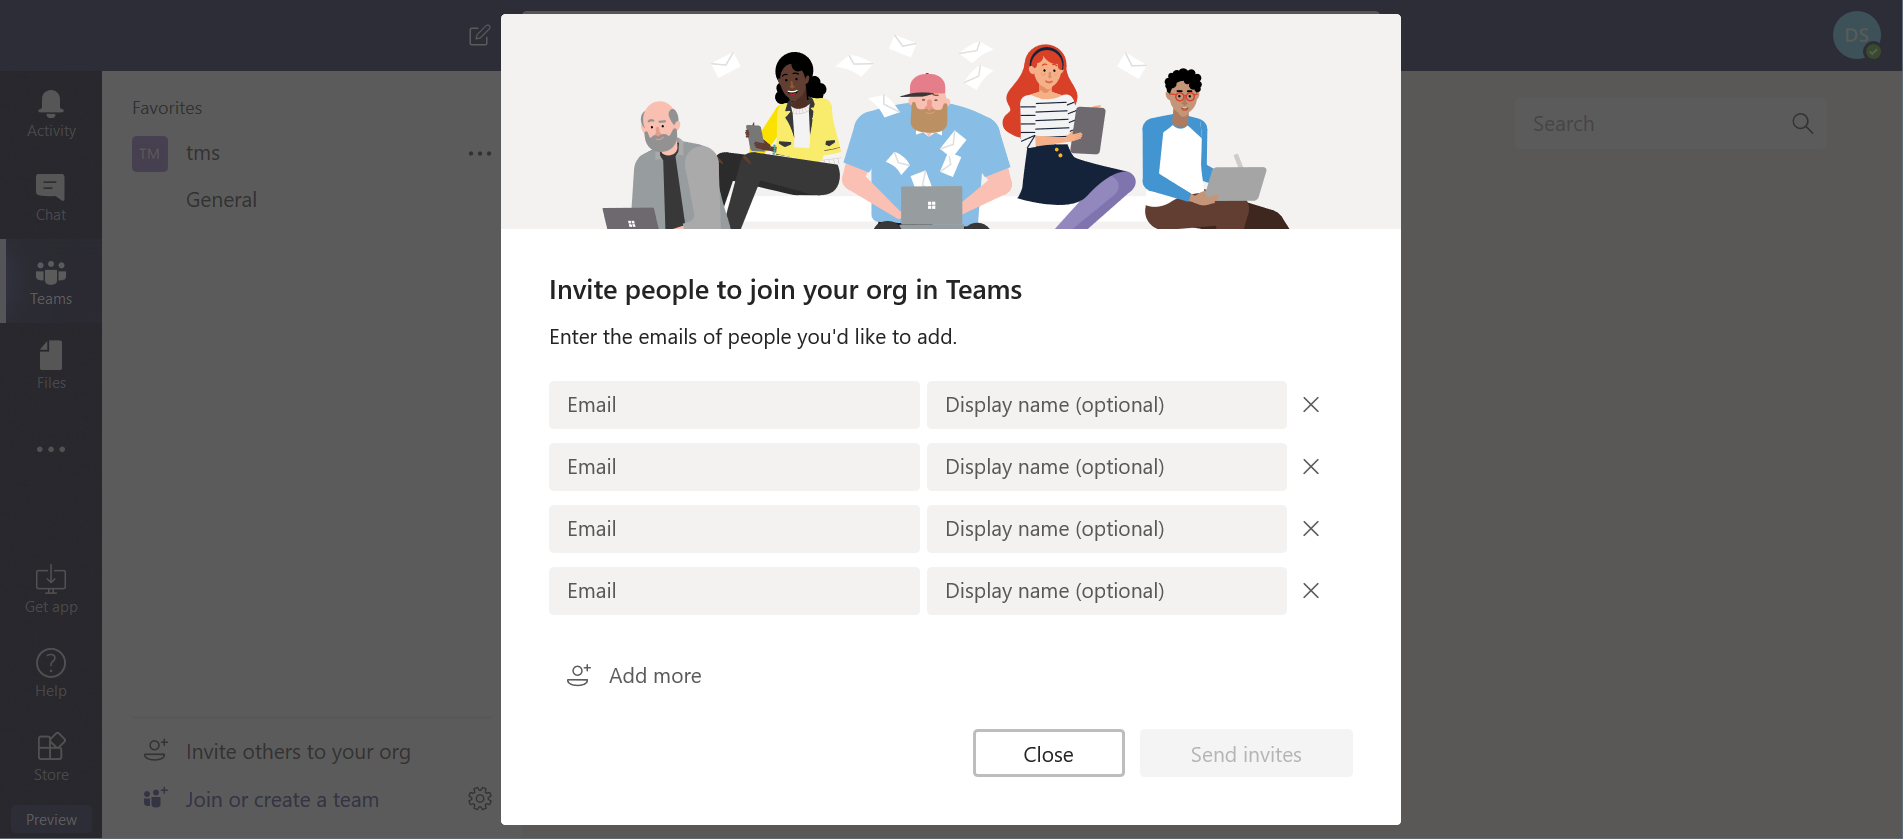 DS
Activity
Chat
Teams
Files
Get app
Help
Store
Preview
Favorites
TM tms
General
Invite others to your org
Join or create a team
Search
Invite people to join your org in Teams
Enter the emails of people you'd like to add.
Email Display name (optional)
Email Display name (optional)
Email Display name (optional)
Email Display name (optional)
Add more
Close Send invites